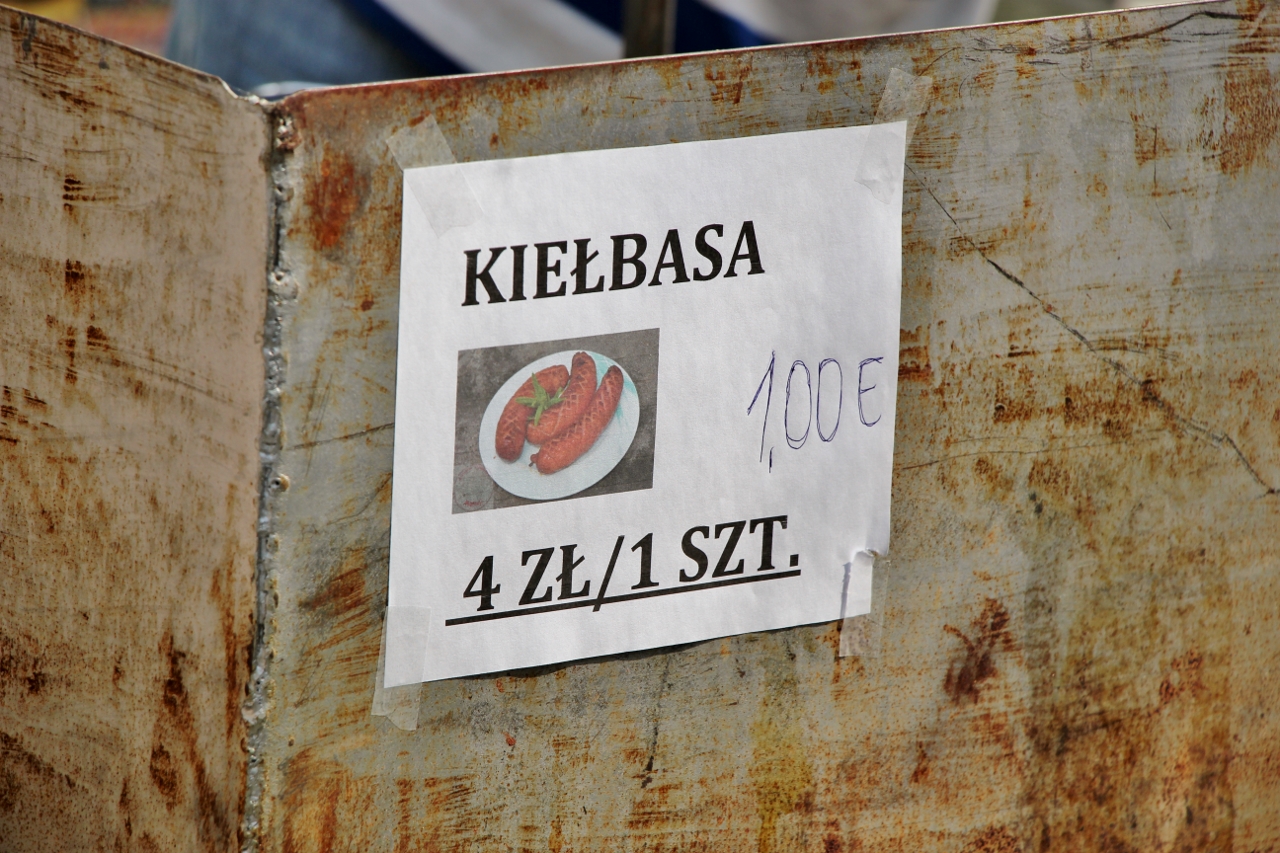 KIEŁBASA
1,00 E
4 ZŁ/1 SZT.